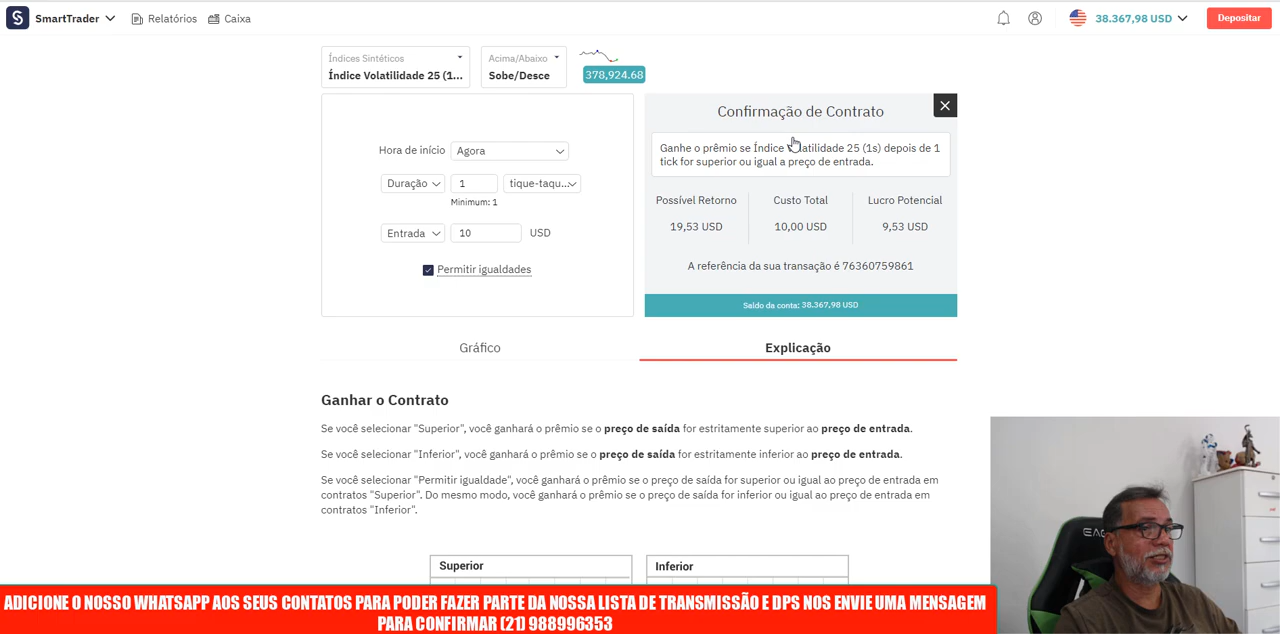 SmartTrader
Relatórios
Caixa
38.367,98 USD
Depositar
Índices Sintéticos
Índice Volatilidade 25 (1...
Acima/Abaixo
Sobe/Desce
378,924.68
Hora de início
Agora
Duração
1
tique-taqu...
Minimum: 1
Entrada
10
USD
Permitir igualdades
Confirmação de Contrato
Ganhe o prêmio se Índice Volatilidade 25 (1s) depois de 1
tick for superior ou igual a preço de entrada.
Possível Retorno
Custo Total
Lucro Potencial
19,53 USD
10,00 USD
9,53 USD
A referência da sua transação é 76360759861
Saldo da conta: 38.367,98 USD
Gráfico
Explicação
Ganhar o Contrato
Se você selecionar "Superior", você ganhará o prêmio se o preço de saída for estritamente superior ao preço de entrada.
Se você selecionar "Inferior", você ganhará o prêmio se o preço de saída for estritamente inferior ao preço de entrada.
Se você selecionar "Permitir igualdade", você ganhará o prêmio se o preço de saída for superior ou igual ao preço de entrada em
contratos "Superior". Do mesmo modo, você ganhará o prêmio se o preço de saída for inferior ou igual ao preço de entrada em
contratos "Inferior".
Superior
Inferior
ADICIONE O NOSSO WHATSAPP AOS SEUS CONTATOS PARA PODER FAZER PARTE DA NOSSA LISTA DE TRANSMISSÃO E DPS NOS ENVIE UMA MENSAGEM
PARA CONFIRMAR (21) 988996353